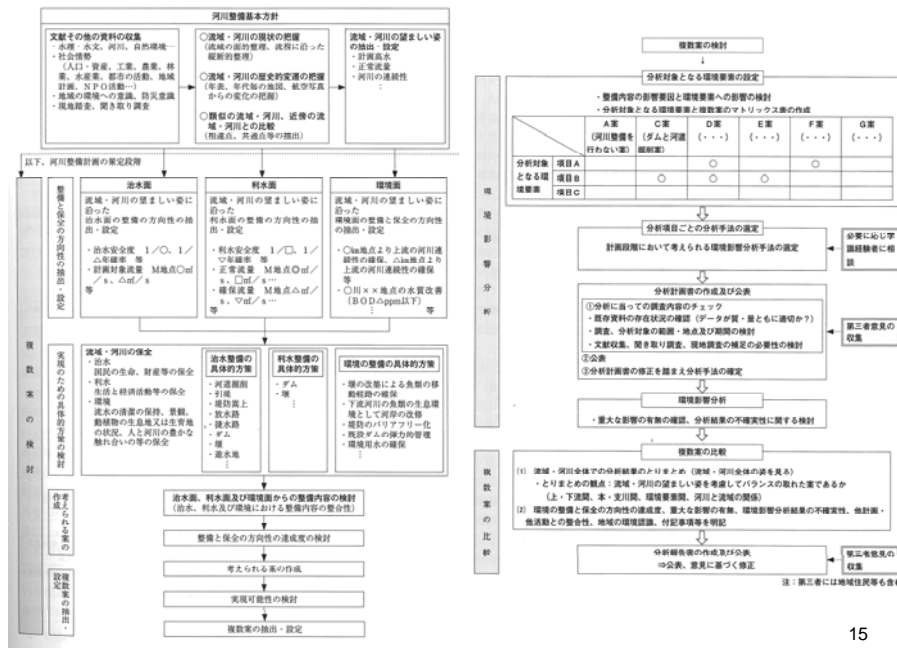 河川整備基本方針
文献その他の資料の収集
・水理・水文、河川、自然環境…
・社会情勢
（人口・資産、工業、農業、林
業、水産業、都市の活動、地域
計画、ＮＰＯ活動…）
・地域の環境への意識、防災意識
・現地踏査、聞き取り調査
○流域・河川の現状の把握
（流域の面的整理、流程に沿った
縦断的整理）
○流域・河川の歴史的変遷の把握
（年表、年代毎の地図、航空写真
からの変化の把握）
○類似の流域・河川、近傍の流
域・河川との比較
（相違点、共通点等の抽出）
流域・河川の望ましい姿
の抽出・設定
・計画高水
・正常流量
・河川の連続性
：
以下、河川整備計画の策定段階
複数案の検討
整備と保全の方向性の抽出・設定
治水面
流域・河川の望ましい姿に
沿った
治水面の整備の方向性の抽
出・設定
・治水安全度 １／○、１／
△年確率 等
・計画対象流量 Ｍ地点○㎥／
ｓ、△㎥／ｓ
等
利水面
流域・河川の望ましい姿に
沿った
利水面の整備の方向性の抽
出・設定
・利水安全度 １／□、１／
▽年確率 等
・正常流量 Ｍ地点◎㎥／
ｓ、□㎥／ｓ…
・確保流量 Ｍ地点△㎥／
ｓ、▽㎥／ｓ…
等
環境面
流域・河川の望ましい姿に
沿った
環境面の整備と保全の方向性
の抽出・設定
・○㎞地点より上流の河川連
続性の確保、△㎞地点より
上流の河川連続性の確保
等
・○川××地点の水質改善
（ＢＯＤ△ppm以下）
： 等
実現のための具体的方案の検討
流域・河川の保全
・治水
国民の生命、財産等の保全
・利水
生活と経済活動等の保全
・環境
流水の清潔の保持、景観、
動植物の生息地又は生育地
の状況、人と河川の豊かな
触れ合いの等の保全
治水整備の
具体的方策
・河道掘削
・引堤
・堤防嵩上
・放水路
・捷水路
・ダム
・堰
・遊水地
：
利水整備の
具体的方策
・ダム
・堰
：
環境の整備の具体的方策
・堰の改築による魚類の移
動経路の確保
・下流河川の魚類の生息環
境として河岸の改修
・堤防のバリアフリー化
・既設ダムの弾力的管理
・環境用水の確保
：
考えられる案の作成
治水面、利水面及び環境面からの整備内容の検討
（治水、利水及び環境における整備内容の整合性）
整備と保全の方向性の達成度の検討
考えられる案の作成
複数案の抽出・設定
実現可能性の検討
複数案の抽出・設定
複数案の検討
環境影響分析
分析対象となる環境要素の設定
・整備内容の影響要因と環境要素への影響の検討
・分析対象となる環境要素と複数案のマトリックス表の作成
Ａ案 Ｃ案 Ｄ案 Ｅ案 Ｆ案 Ｇ案
（河川整備を （ダムと河道 （・・・） （・・・） （・・・） （・・・）
行わない案） 掘削案）
分析対象 項目Ａ ○ ○
となる環 項目Ｂ ○ ○ ○
境要素 項目Ｃ
分析項目ごとの分析手法の選定
計画段階において考えられる環境影響分析手法の選定
必要に応じ学
識経験者に相
談
分析計画書の作成及び公表
①分析に当っての調査内容のチェック
・既存資料の存在状況の確認（データが質・量ともに適切か？）
・調査、分析対象の範囲・地点及び期間の検討
・文献収集、聞き取り調査、現地調査の補足の必要性の検討
②公表
③分析計画書の修正を踏まえ分析手法の確定
第三者意見の
収集
環境影響分析
・重大な影響の有無の確認、分析結果の不確実性に関する検討
複数案の比較
複数案の比較
(1) 流域・河川全体での分析結果のとりまとめ（流域・河川全体の姿を見る）
・とりまとめの観点：流域・河川の望ましい姿を考慮してバランスの取れた案であるか
（上・下流間、本・支川間、環境要素間、河川と流域の関係）
(2) 環境の整備と保全の方向性の達成度、重大な影響の有無、環境影響分析結果の不確実性、他計画・
他活動との整合性、地域の環境認識、付記事項等を明記
分析報告書の作成及び公表
⇒公表、意見に基づく修正
第三者意見の
収集
注：第三者には地域住民等も含む
15